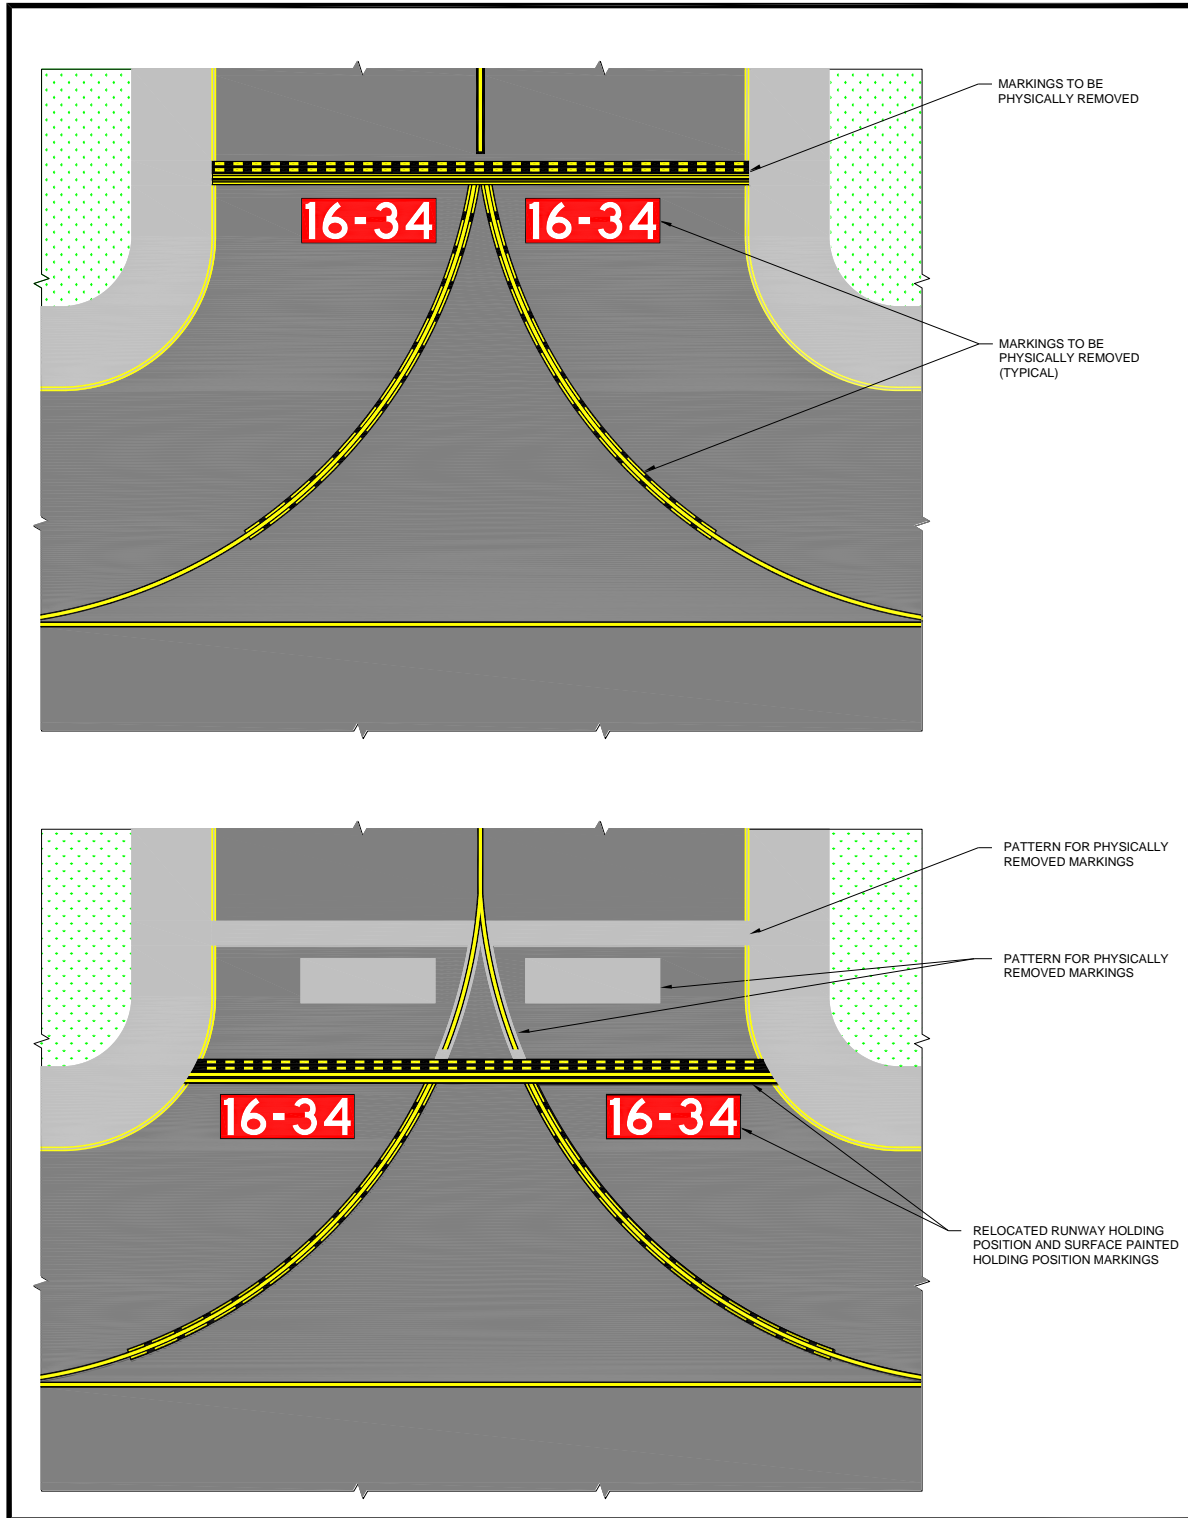 MARKINGS TO BE
PHYSICALLY REMOVED
16-34 16-34
MARKINGS TO BE
PHYSICALLY REMOVED
(TYPICAL)
PATTERN FOR PHYSICALLY
REMOVED MARKINGS
PATTERN FOR PHYSICALLY
REMOVED MARKINGS
16-34 16-34
RELOCATED RUNWAY HOLDING
POSITION AND SURFACE PAINTED
HOLDING POSITION MARKINGS